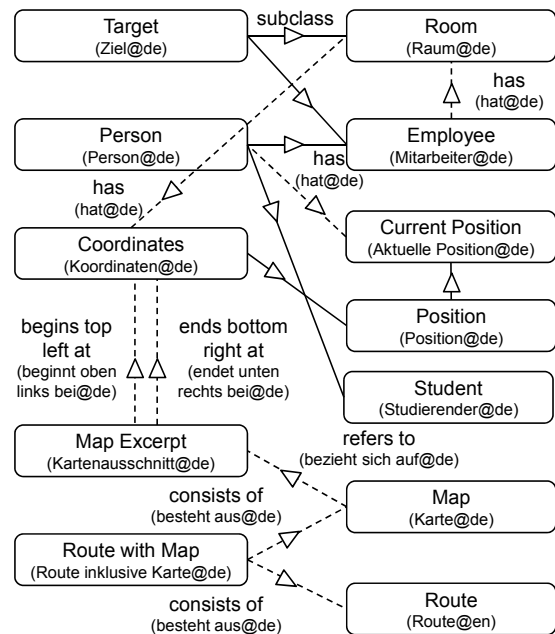 Target
(Ziel@de)
subclass
Room
(Raum@de)
has
(hat@de)
Person
(Person@de)
has
(hat@de)
Employee
(Mitarbeiter@de)
has
(hat@de)
Coordinates
(Koordinaten@de)
Current Position
(Aktuelle Position@de)
Position
(Position@de)
begins top
left at
(beginnt oben
links bei@de)
ends bottom
right at
(endet unten
rechts bei@de)
Student
(Studierender@de)
Map Excerpt
(Kartenausschnitt@de)
refers to
(bezieht sich auf@de)
consists of
(besteht aus@de)
Map
(Karte@de)
Route with Map
(Route inklusive Karte@de)
consists of
(besteht aus@de)
Route
(Route@en)